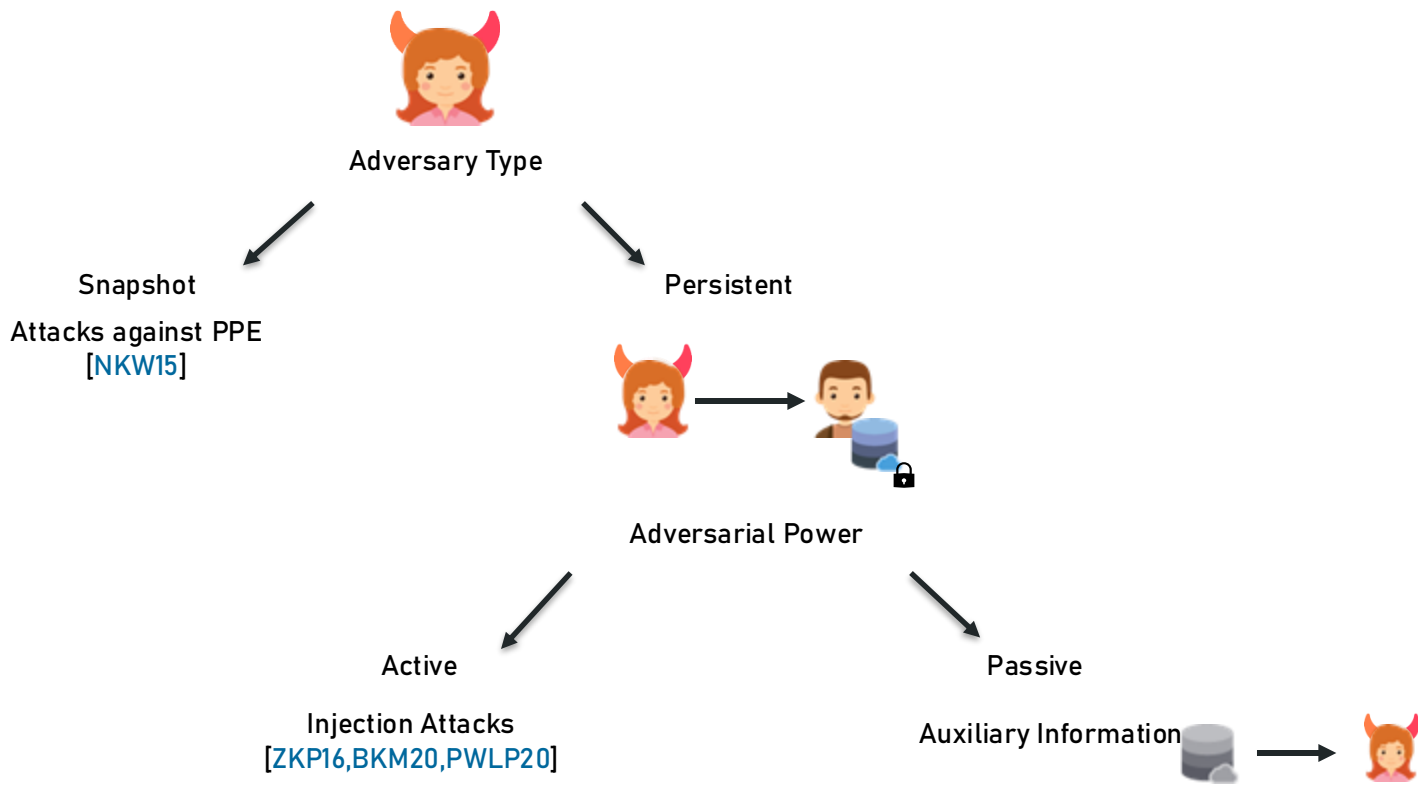 Adversary Type
Snapshot
Attacks against PPE
[NKW15]
Persistent
Adversarial Power
Active
Injection Attacks
[ZKP16,BKM20,PWLP20]
Passive
Auxiliary Information